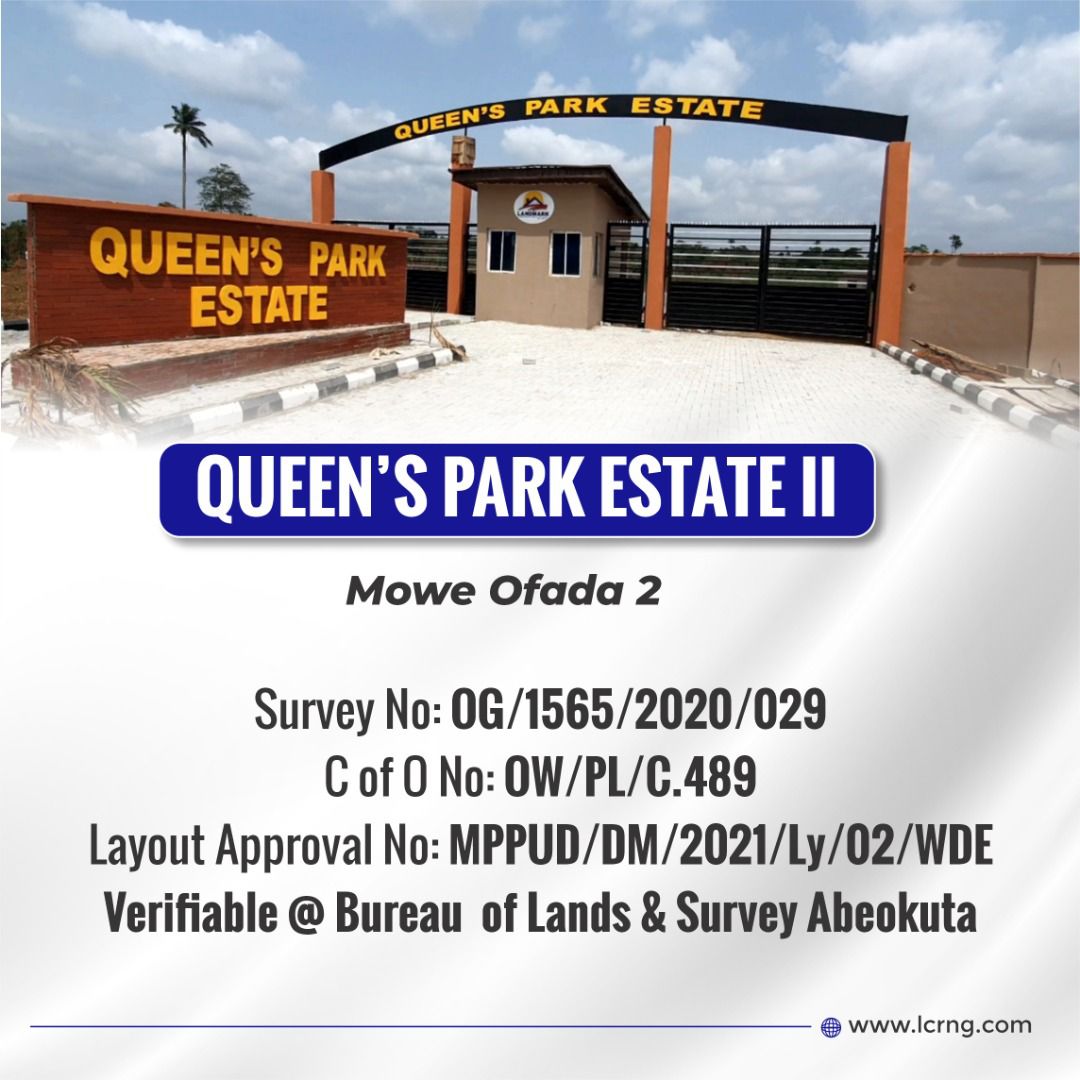 QUEEN'S PARK ESTATE
LANDMARK
QUEEN'S PARK
ESTATE
QUEEN'S PARK ESTATE II
Mowe Ofada 2
Survey No: OG/1565/2020/029
C of O No: OW/PL/C.489
Layout Approval No: MPPUD/DM/2021/Ly/02/WDE
Verifiable @ Bureau of Lands & Survey Abeokuta
www.lcrng.com